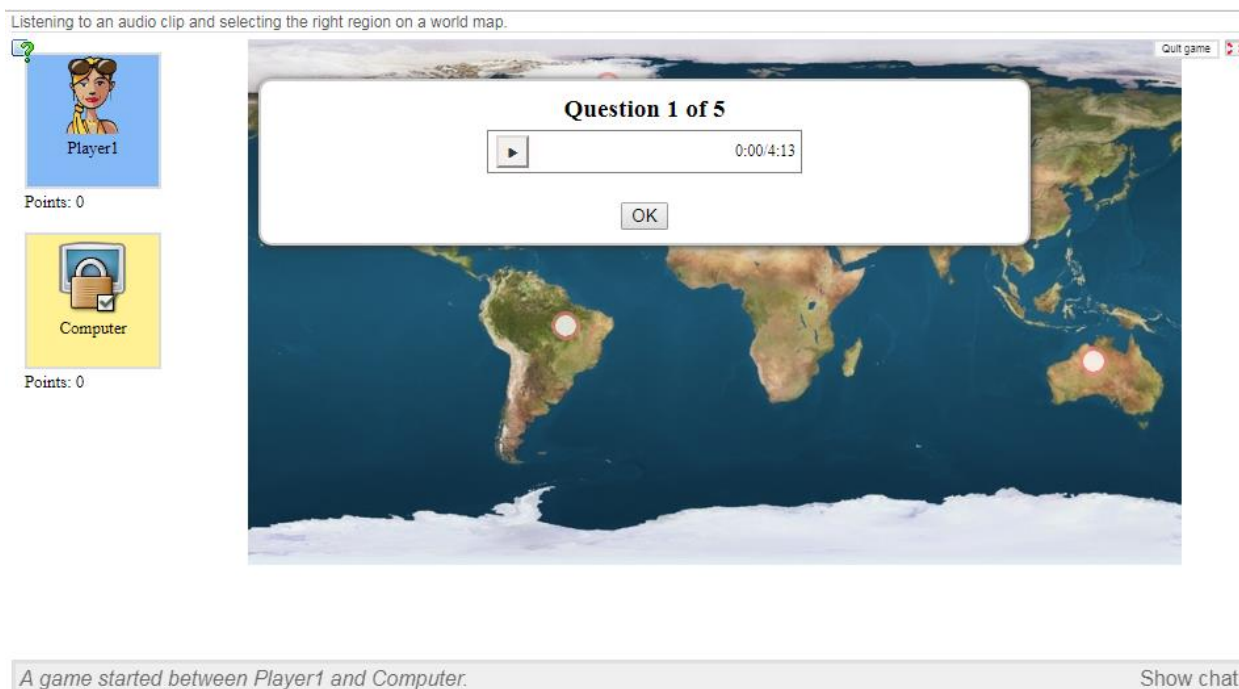 Listening to an audio clip and selecting the right region on a world map.
Quit game
Player1
Points: 0
Computer
Points: 0
Question 1 of 5
0:00/4:13
OK
A game started between Player1 and Computer.
Show chat